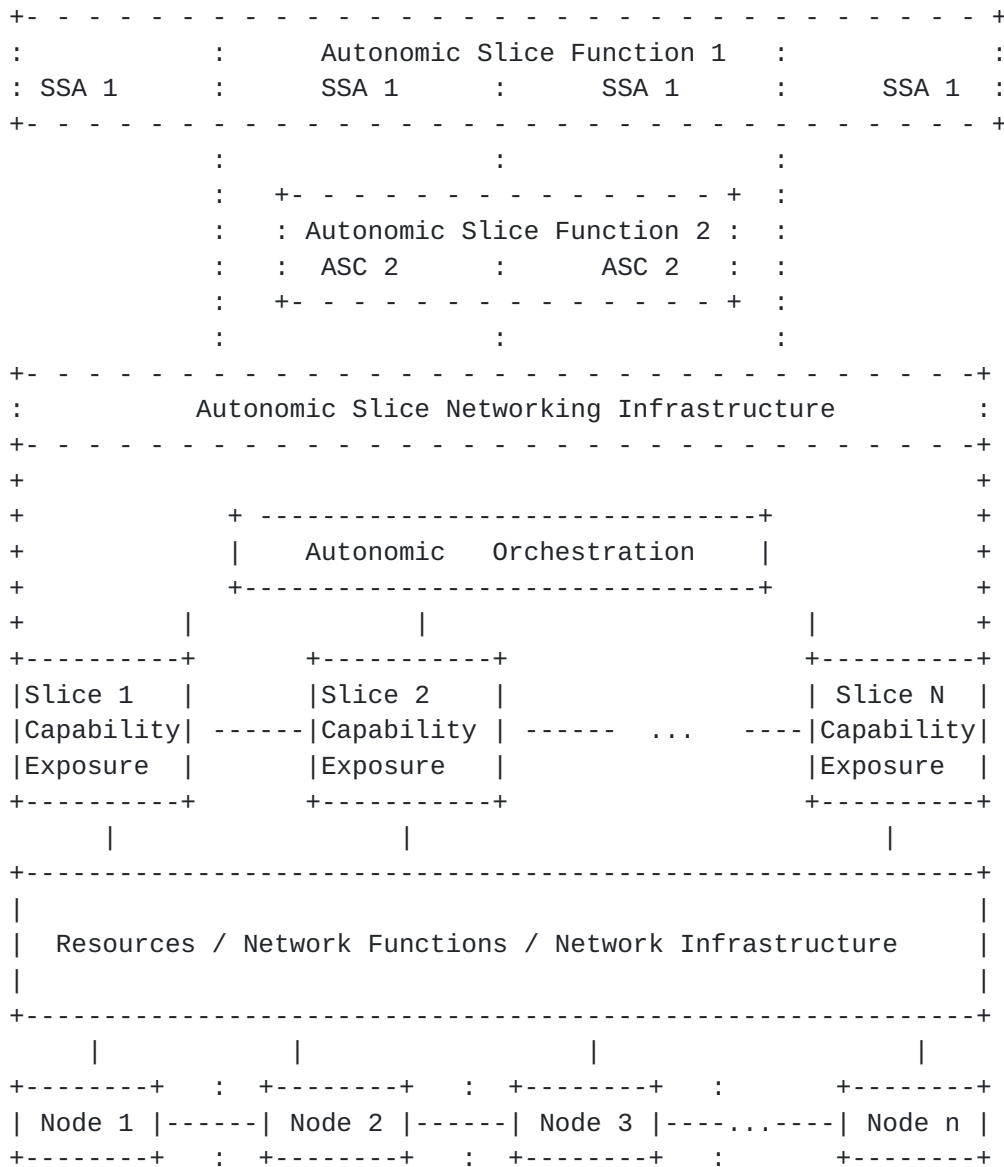 Autonomic Slice Function 1
SSA 1 SSA 1 SSA 1 SSA 1
Autonomic Slice Function 2
ASC 2 ASC 2
Autonomic Slice Networking Infrastructure
Autonomic Orchestration
Slice 1 Slice 2 Slice N
Capability Capability ... Capability
Exposure Exposure Exposure
Resources / Network Functions / Network Infrastructure
Node 1 Node 2 Node 3 ... Node n